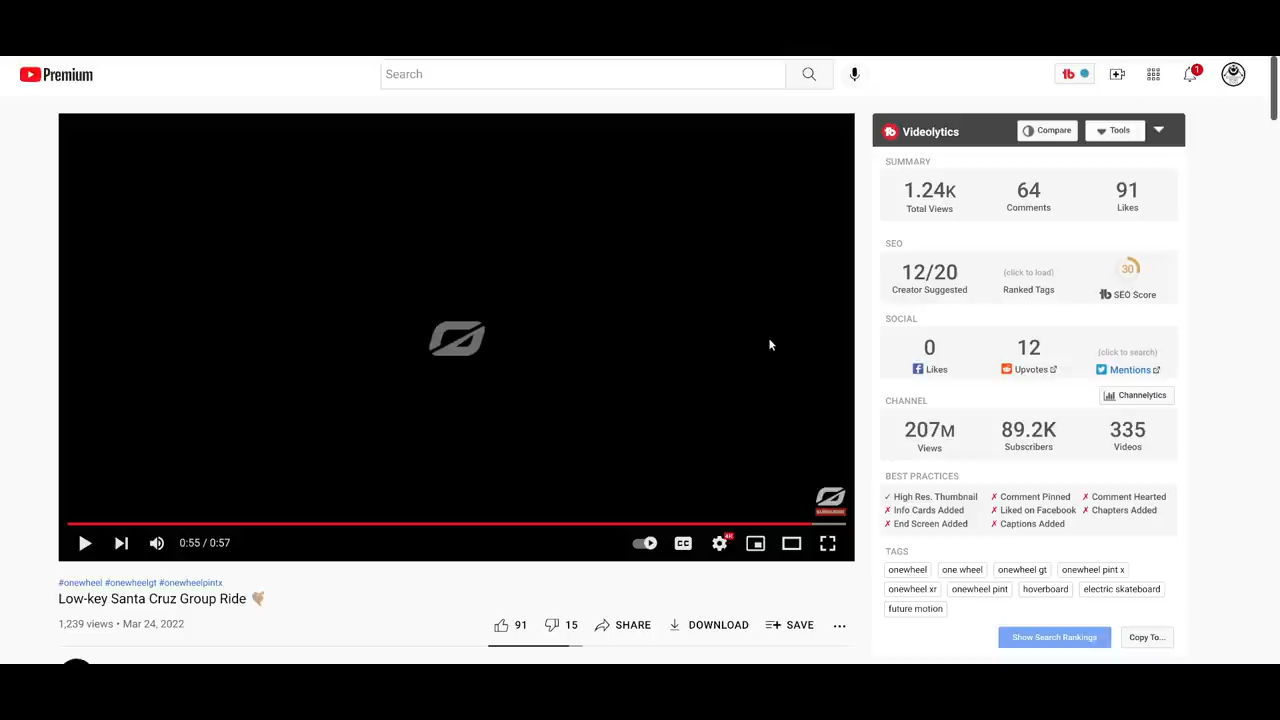 Premium
Search
1
Videolytics
Compare
Tools
SUMMARY
1.24K
64
91
Total Views
Comments
Likes
SEO
12/20
(click to load)
30
Creator Suggested
Ranked Tags
tb SEO Score
SOCIAL
0
12
(click to search)
Likes
Upvotes
Mentions
CHANNEL
Channelytics
207M
89.2K
335
Views
Subscribers
Videos
BEST PRACTICES
✓ High Res. Thumbnail
✗ Comment Pinned
✗ Comment Hearted
✗ Info Cards Added
✗ Liked on Facebook
✗ Chapters Added
✗ End Screen Added
✗ Captions Added
TAGS
onewheel
one wheel
onewheel gt
onewheel pint x
onewheel xr
onewheel pint
hoverboard
electric skateboard
future motion
Show Search Rankings
Copy To...
SUBSCRIBE
0:55 / 0:57
CC
4K
#onewheel #onewheelgt #onewheelpintx
Low-key Santa Cruz Group Ride
1,239 views • Mar 24, 2022
91
15
SHARE
DOWNLOAD
SAVE